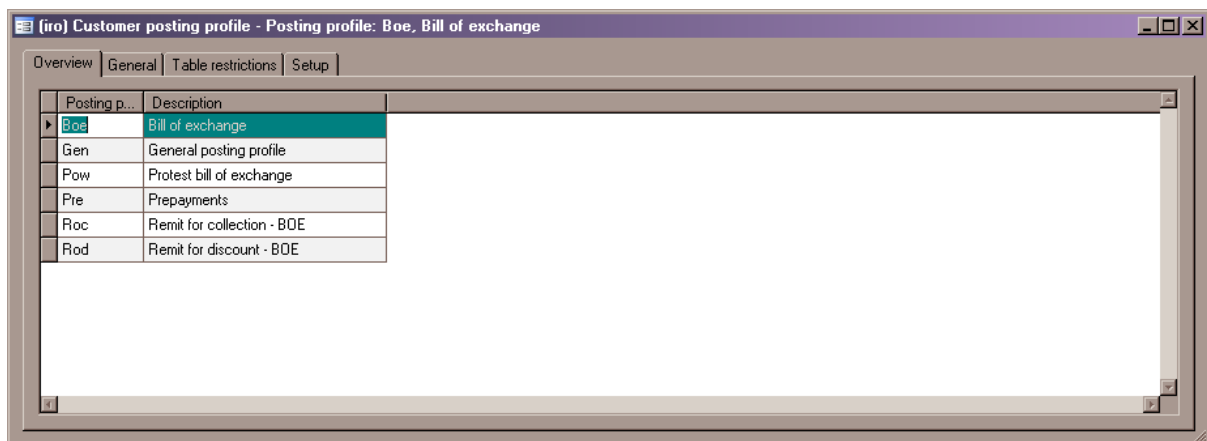 (iro) Customer posting profile - Posting profile: Boe, Bill of exchange
Overview General Table restrictions Setup
Posting p... Description
Boe Bill of exchange
Gen General posting profile
Pow Protest bill of exchange
Pre Prepayments
Roc Remit for collection - BOE
Rod Remit for discount - BOE